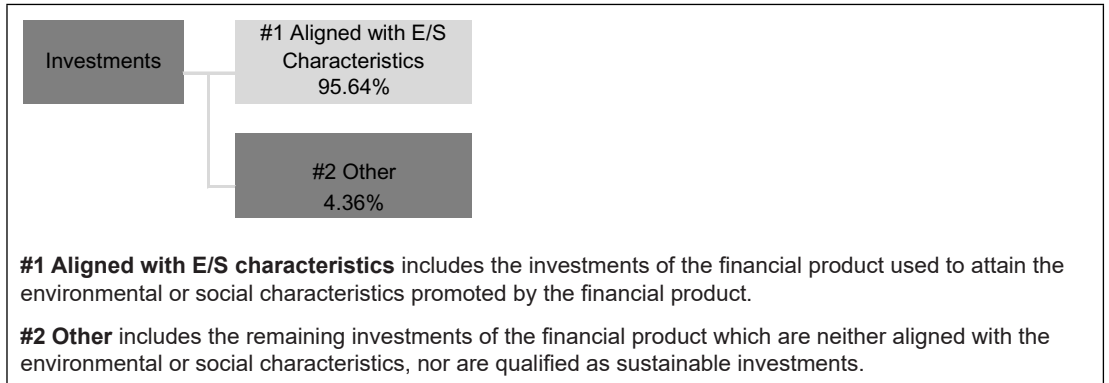 Investments
#1 Aligned with E/S
Characteristics
95.64%
#2 Other
4.36%
#1 Aligned with E/S characteristics includes the investments of the financial product used to attain the
environmental or social characteristics promoted by the financial product.
#2 Other includes the remaining investments of the financial product which are neither aligned with the
environmental or social characteristics, nor are qualified as sustainable investments.